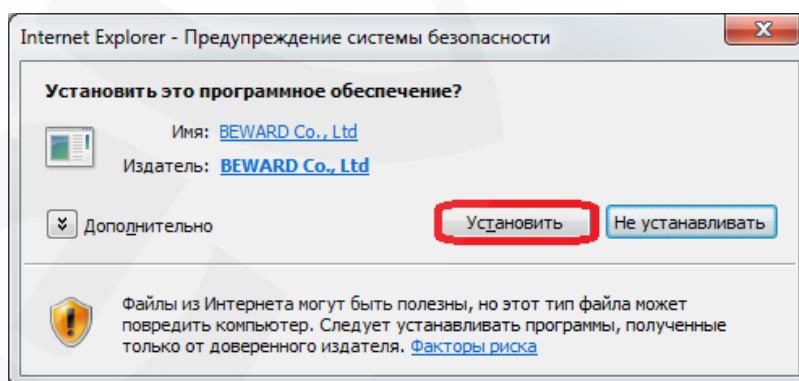 Internet Explorer - Предупреждение системы безопасности
Установить это программное обеспечение?
Имя: BEWARD Co., Ltd
Издатель: BEWARD Co., Ltd
Дополнительно
Установить
Не устанавливать
Файлы из Интернета могут быть полезны, но этот тип файла может
повредить компьютер. Следует устанавливать программы, полученные
только от доверенного издателя. Факторы риска